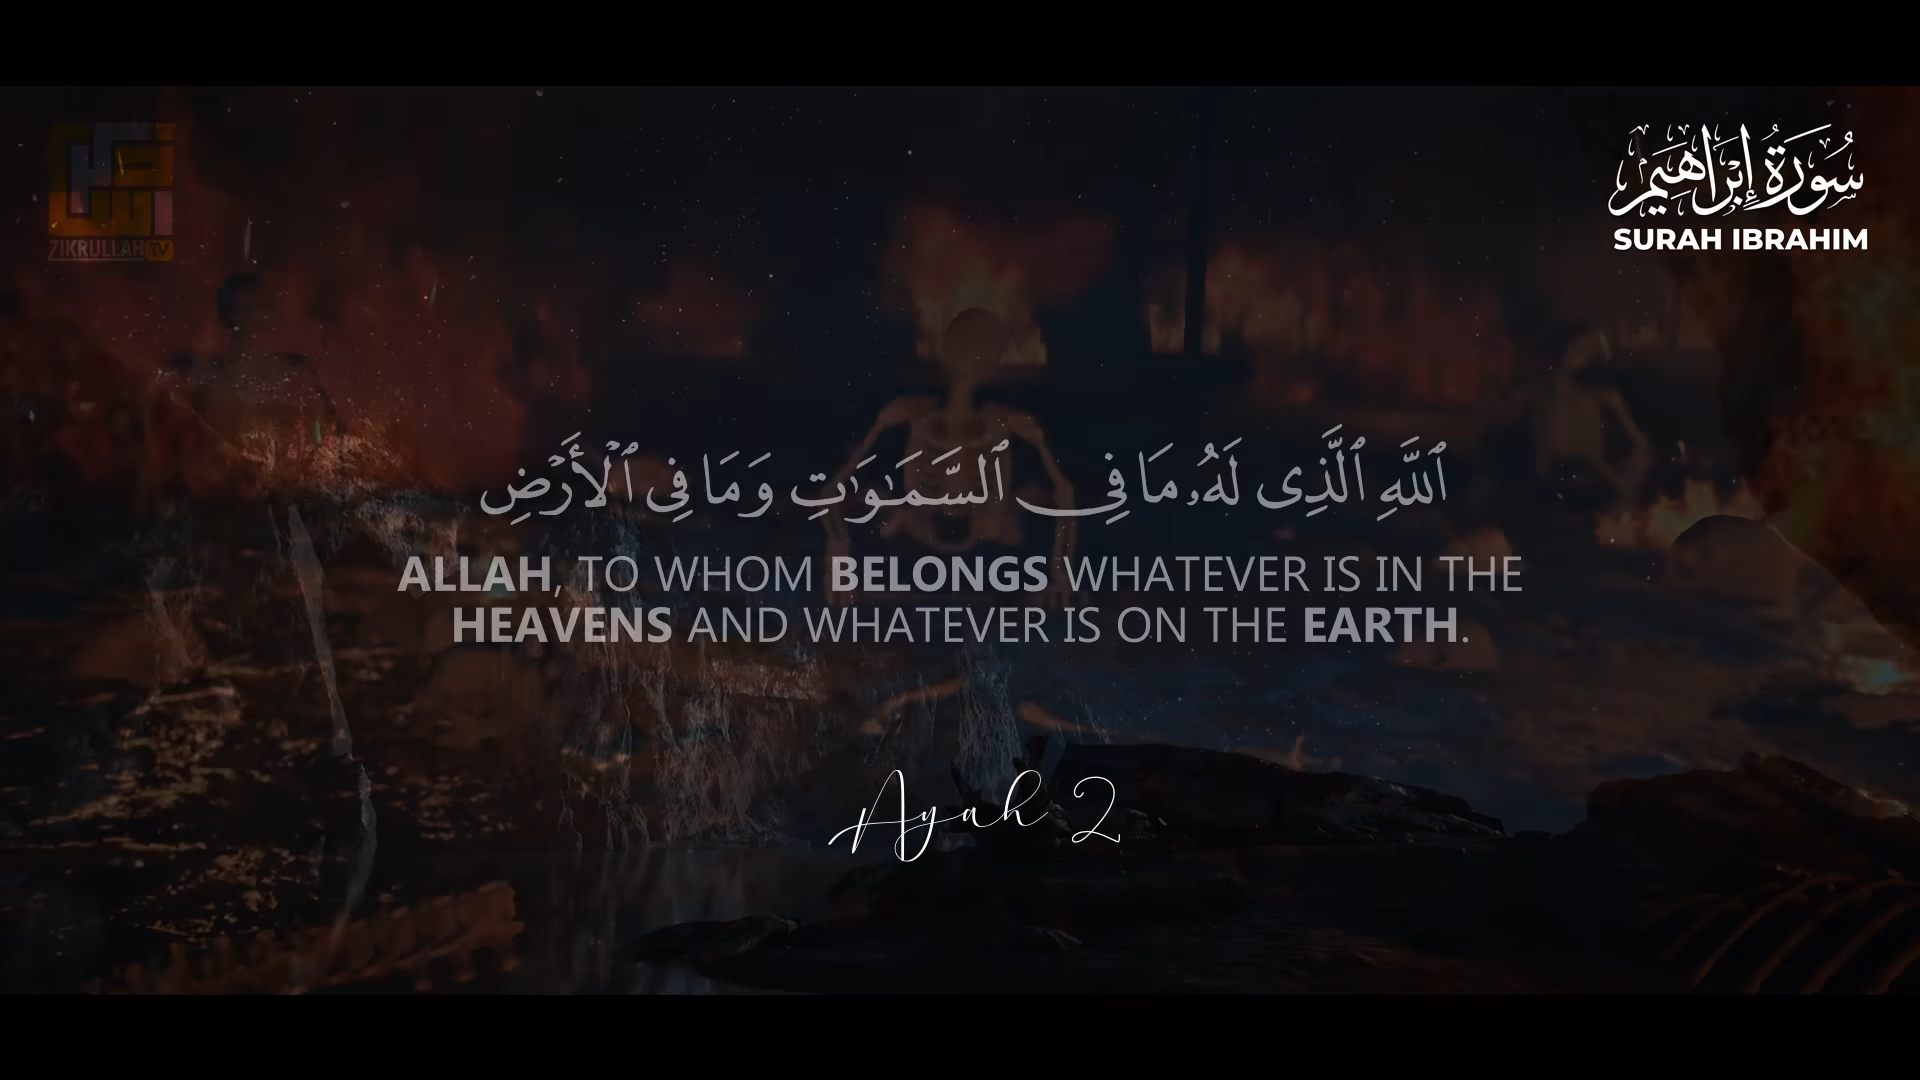 سُورَةُ إِبْرَاهِيم
SURAH IBRAHIM
ZIKRULLAH TV
ٱللَّهِ ٱلَّذِى لَهُۥ مَا فِى ٱلسَّمَـٰوَٰتِ وَمَا فِى ٱلْأَرْضِ
ALLAH, TO WHOM BELONGS WHATEVER IS IN THE
HEAVENS AND WHATEVER IS ON THE EARTH.
Ayah 2